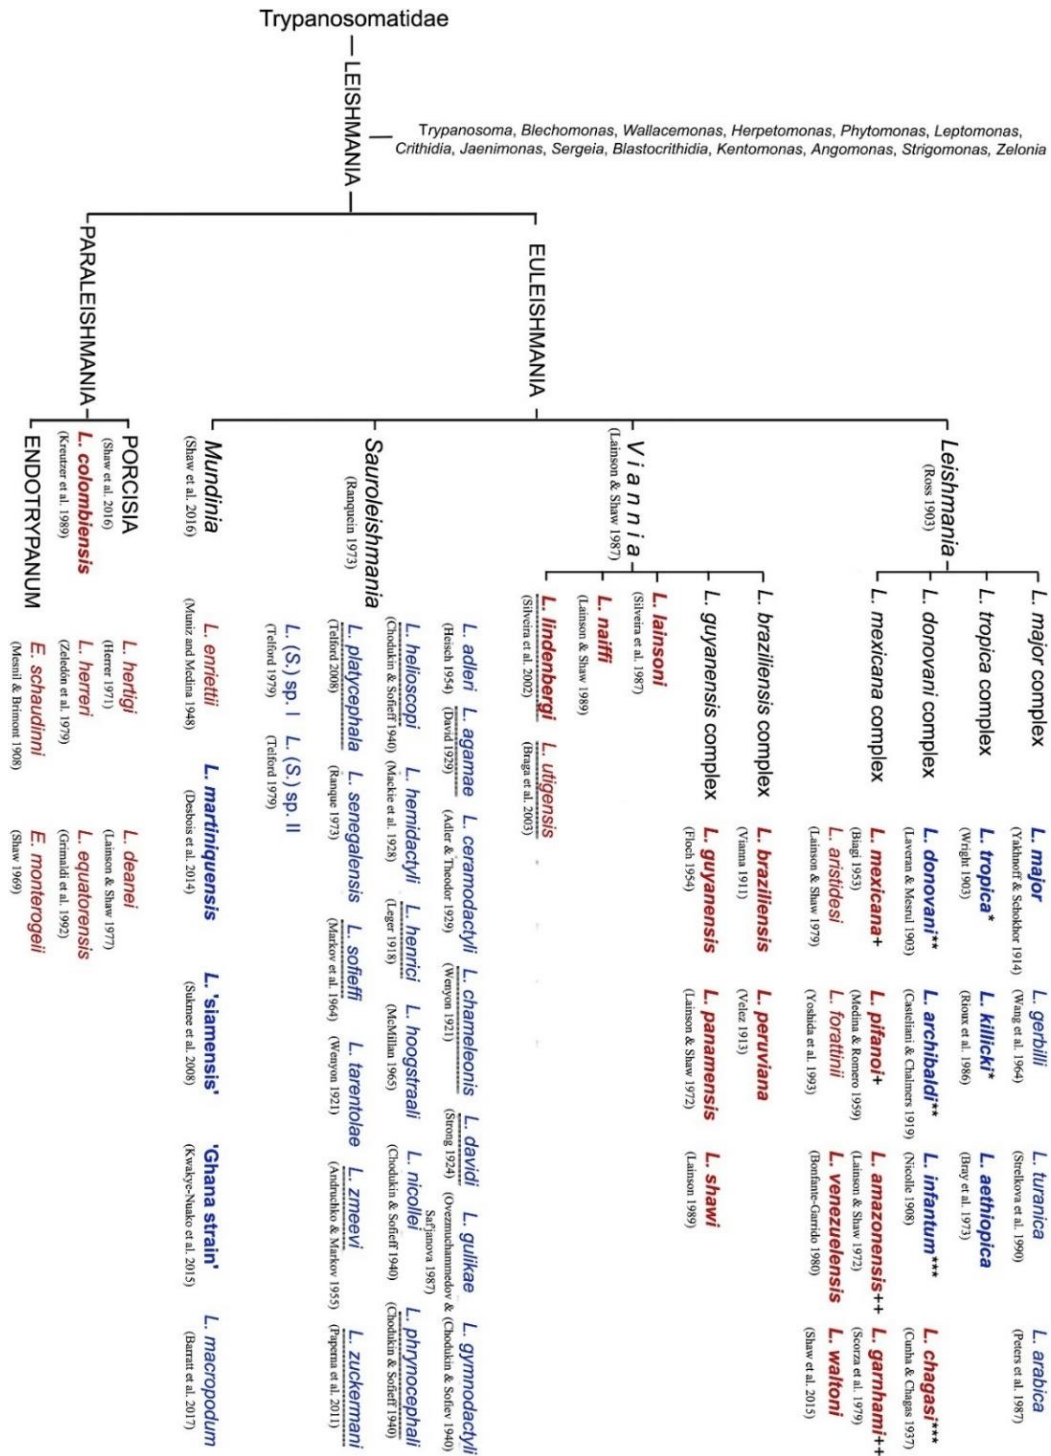 Trypanosomatidae
LEISHMANIA
Trypanosoma, Blechomonas, Wallacemonas, Herpetomonas, Phytomonas, Leptomonas,
Crithidia, Jaenimonas, Sergeia, Blastocrithidia, Kentomonas, Angomonas, Strigomonas, Zelonia
EULEISHMANIA
PARALEISHMANIA
Leishmania
(Ross 1903)
L. major complex
L. major
(Yakhnoff & Schokhor 1914)
L. gerbilli
(Wang et al. 1964)
L. turanica
(Strelkova et al. 1990)
L. arabica
(Peters et al. 1987)
L. tropica complex
L. tropica*
(Wright 1903)
L. killicki*
(Rioux et al. 1986)
L. aethiopica
(Bray et al. 1973)
L. donovani complex
L. donovani**
(Laveran & Mesrul 1903)
L. archibaldi**
(Casteliani & Chalmers 1919)
L. infantum***
(Nicolle 1908)
L. chagasi***
(Cunha & Chagas 1937)
L. mexicana complex
L. mexicana+
(Biagi 1953)
L. pifanoi+
(Medina & Romero 1959)
L. amazonensis++
(Lainson & Shaw 1972)
L. garnhami++
(Scorza et al. 1979)
L. aristidesi
(Lainson & Shaw 1979)
L. forattinii
(Yoshida et al. 1993)
L. venezuelensis
(Bonfante-Garrido 1980)
L. waltoni
(Shaw et al. 2015)
Viannia
(Lainson & Shaw 1987)
L. braziliensis complex
L. braziliensis
(Vianna 1911)
L. peruviana
(Velez 1913)
L. guyanensis complex
L. guyanensis
(Floch 1954)
L. panamensis
(Lainson & Shaw 1972)
L. shawi
(Lainson 1989)
L. lainsoni
(Silveira et al. 1987)
L. naiffi
(Lainson & Shaw 1989)
L. lindenbergi
(Silveira et al. 2002)
L. utigensis
(Braga et al. 2003)
Sauroleishmania
(Ranquein 1973)
L. adleri
(Heisch 1954)
L. agamae
(David 1929)
L. ceramodactyli
(Adler & Theodor 1929)
L. chameleonis
(Wenyon 1921)
L. davidi
(Strong 1924)
L. gulikae
(Ovezmuchammedov &
Saf'janova 1987)
L. gymnodactyli
(Chodukin & Sofiev 1940)
L. helioscopi
(Chodukin & Sofieff 1940)
L. hemidactyli
(Mackie et al. 1928)
L. henrici
(Leger 1918)
L. hoogstraali
(McMillan 1965)
L. nicollei
(Chodukin & Sofieff 1940)
L. phrynocephali
(Chodukin & Sofieff 1940)
L. platycephala
(Telford 2008)
L. senegalensis
(Ranque 1973)
L. sofieffi
(Markov et al. 1964)
L. tarentolae
(Wenyon 1921)
L. zmeevi
(Andruchko & Markov 1955)
L. zuckermani
(Paperna et al. 2011)
L. (S.) sp. I
(Telford 1979)
L. (S.) sp. II
(Telford 1979)
Mundinia
(Shaw et al. 2016)
L. enriettii
(Muniz and Medina 1948)
L. martiniquensis
(Desbois et al. 2014)
L. 'siamensis'
(Sukmee et al. 2008)
'Ghana strain'
(Kwakye-Nuako et al. 2015)
L. macropodum
(Barratt et al. 2017)
PORCISIA
(Shaw et al. 2016)
L. hertigi
(Herrer 1971)
L. deanei
(Lainson & Shaw 1977)
L. colombiensis
(Kreutzer et al. 1989)
L. herreri
(Zeledón et al. 1979)
L. equatorensis
(Grimaldi et al. 1992)
ENDOTRYPANUM
E. schaudinni
(Mesnil & Brimont 1908)
E. monterogeii
(Shaw 1969)